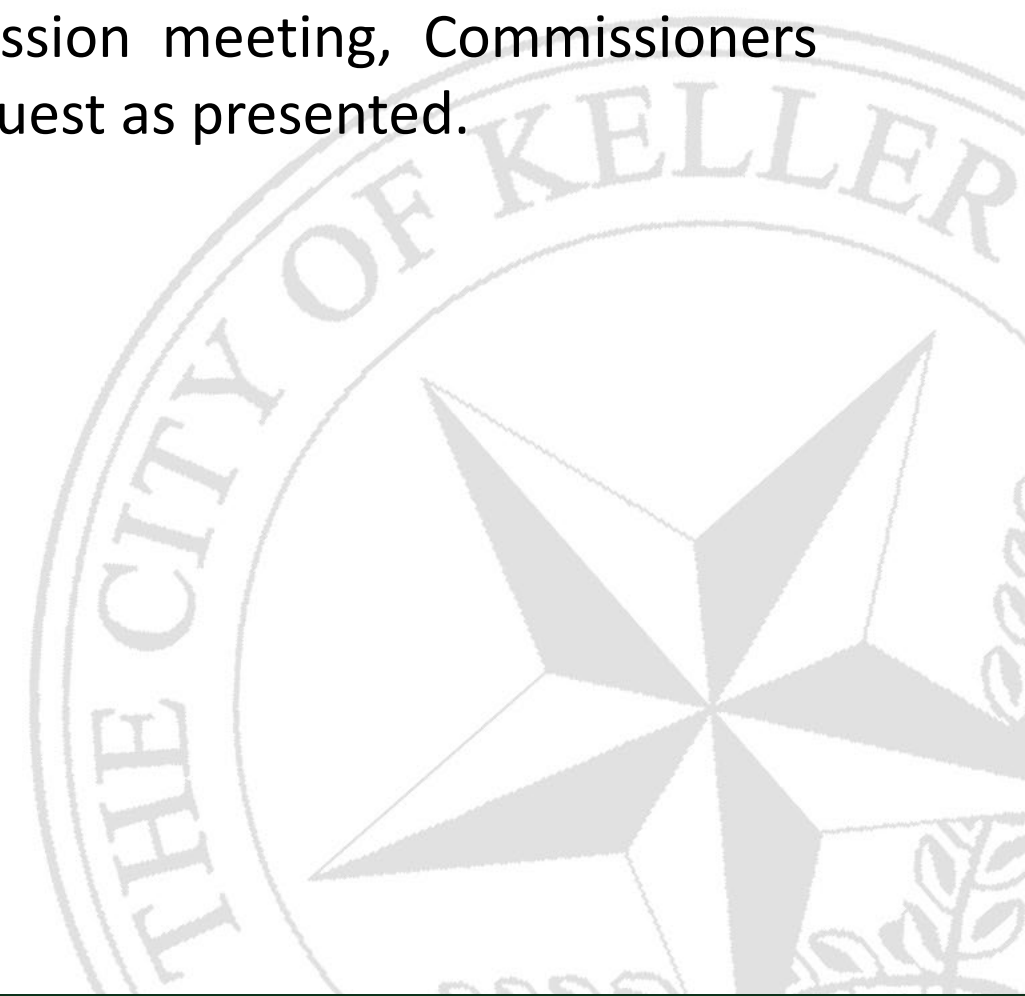 ssion meeting, Commissioners
uest as presented.
THE CITY OF KELLER